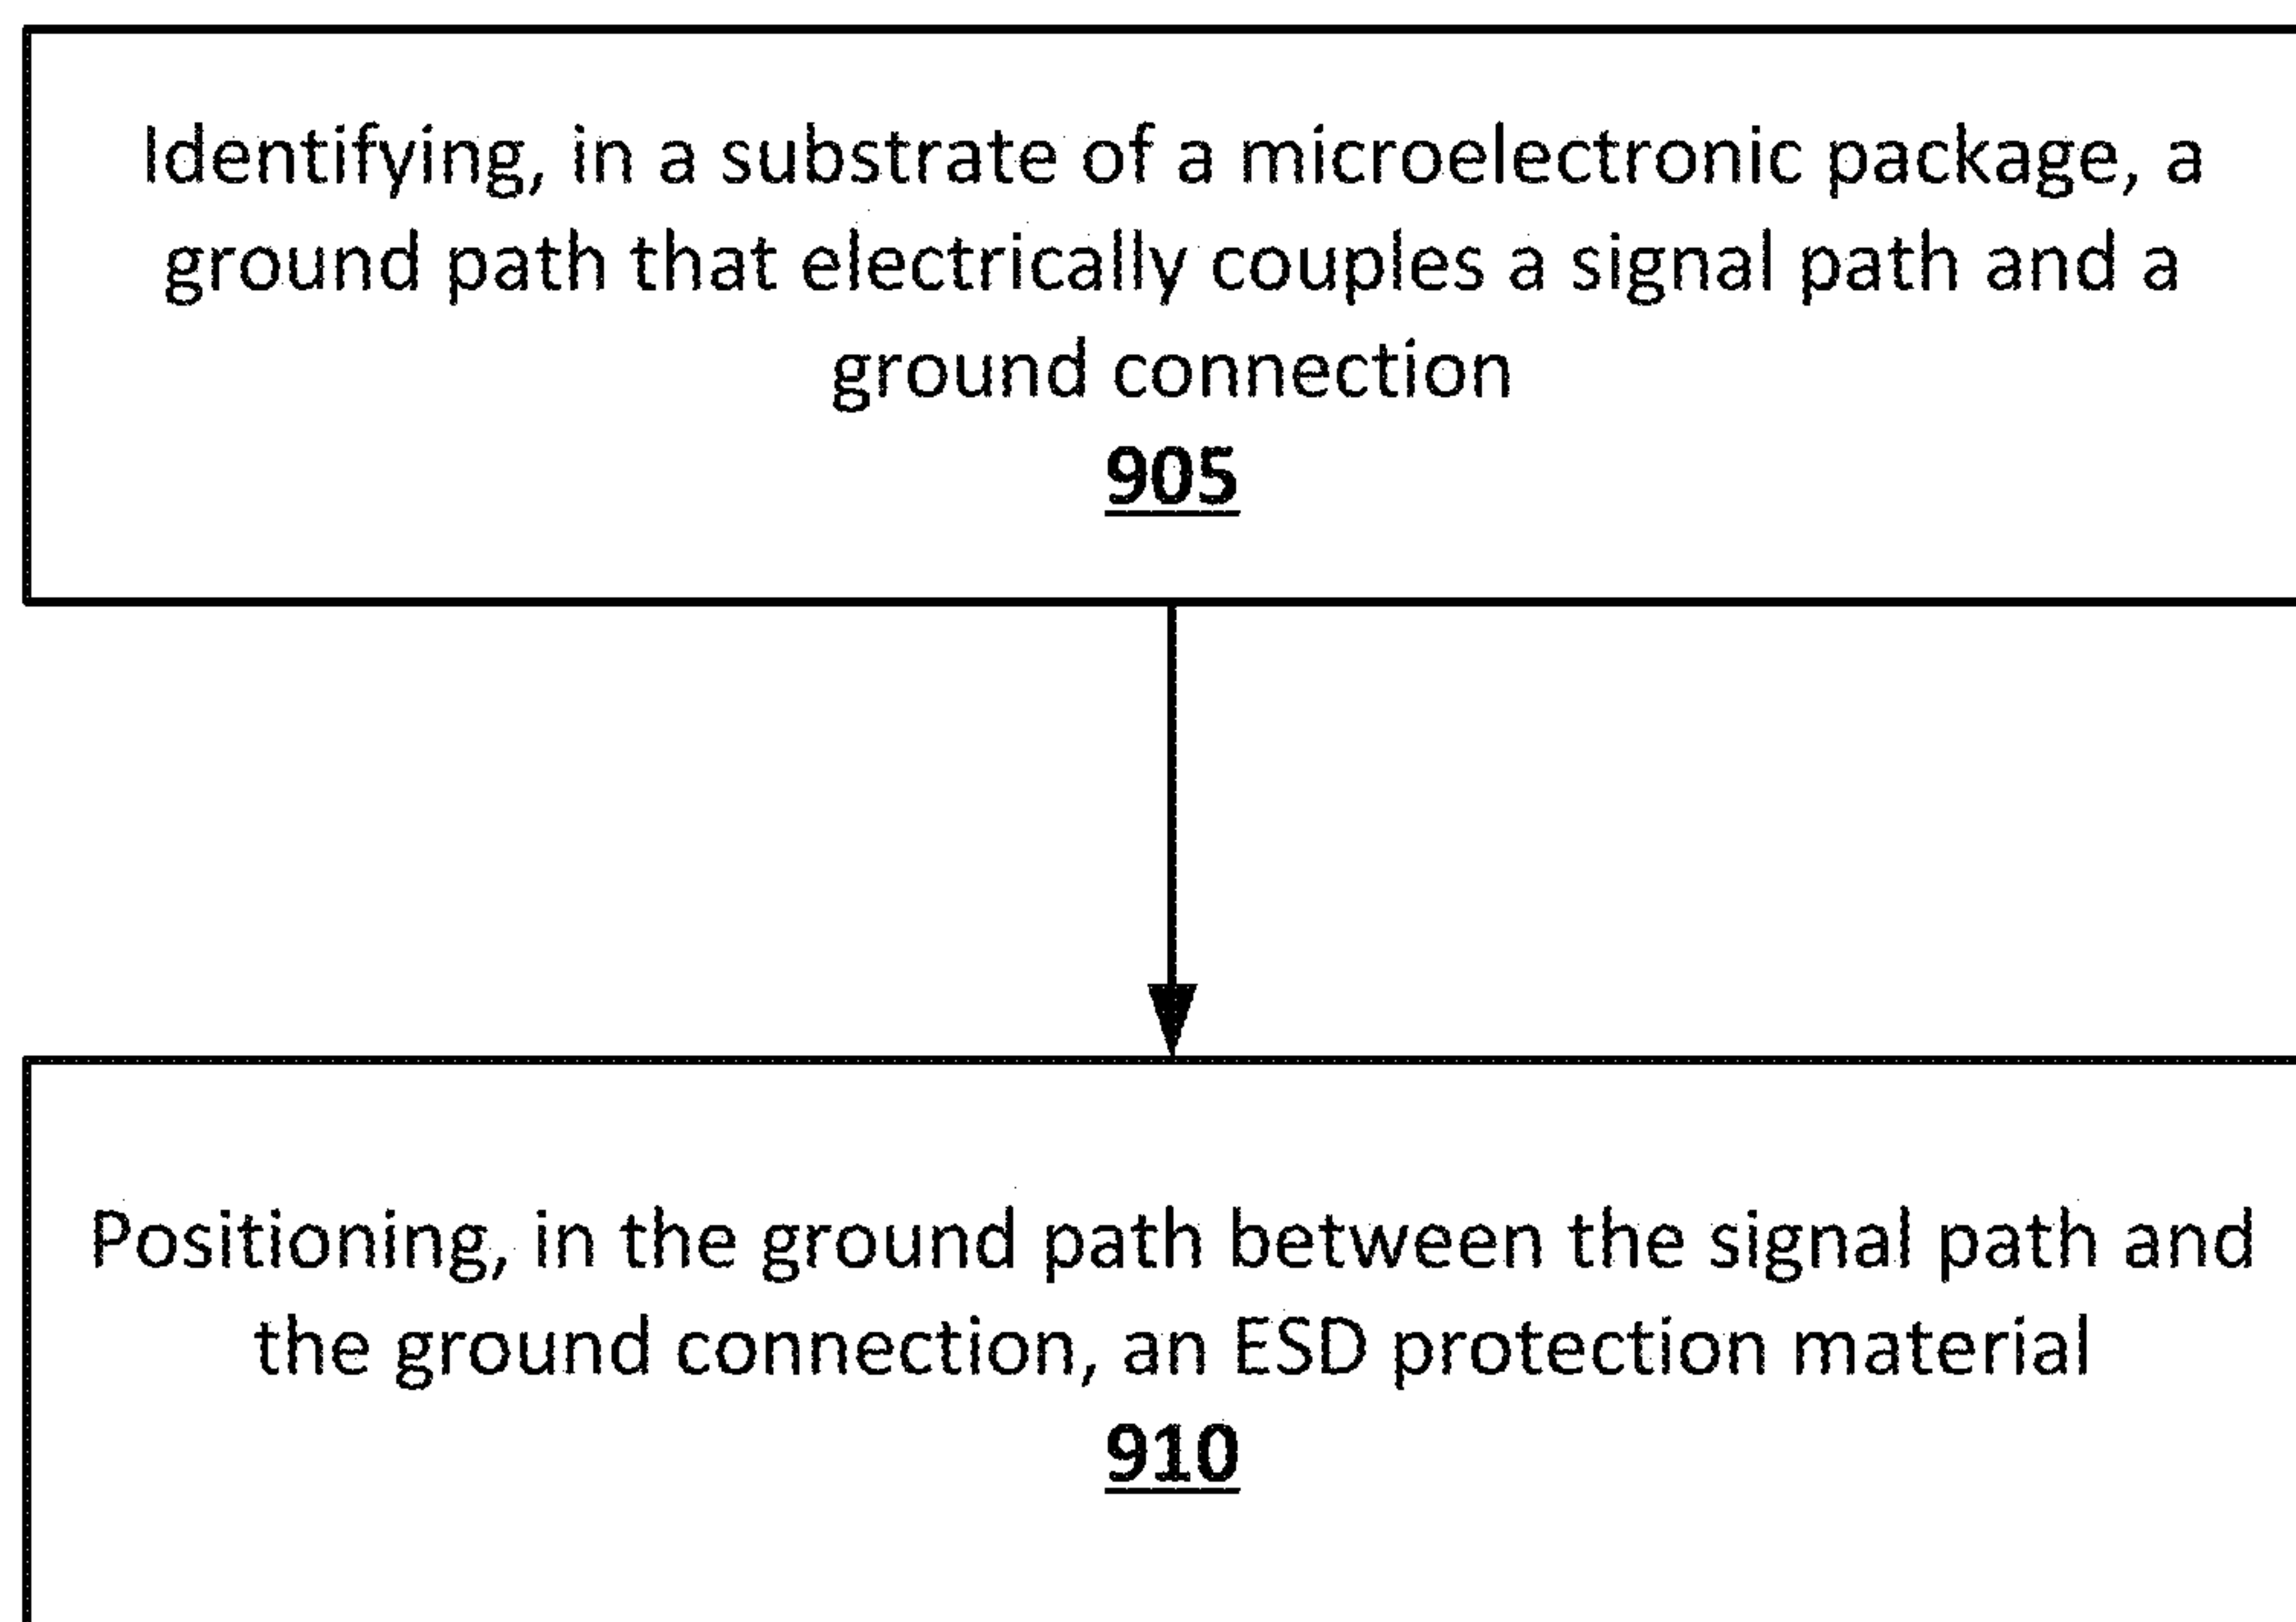 Identifying, in a substrate of a microelectronic package, a
ground path that electrically couples a signal path and a
ground connection
905
Positioning, in the ground path between the signal path and
the ground connection, an ESD protection material
910